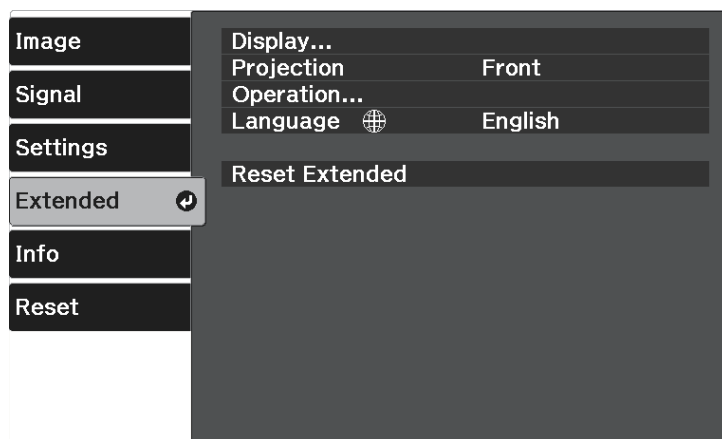 Image
Signal
Settings
Extended
Info
Reset
Display...
Projection Front
Operation...
Language English
Reset Extended